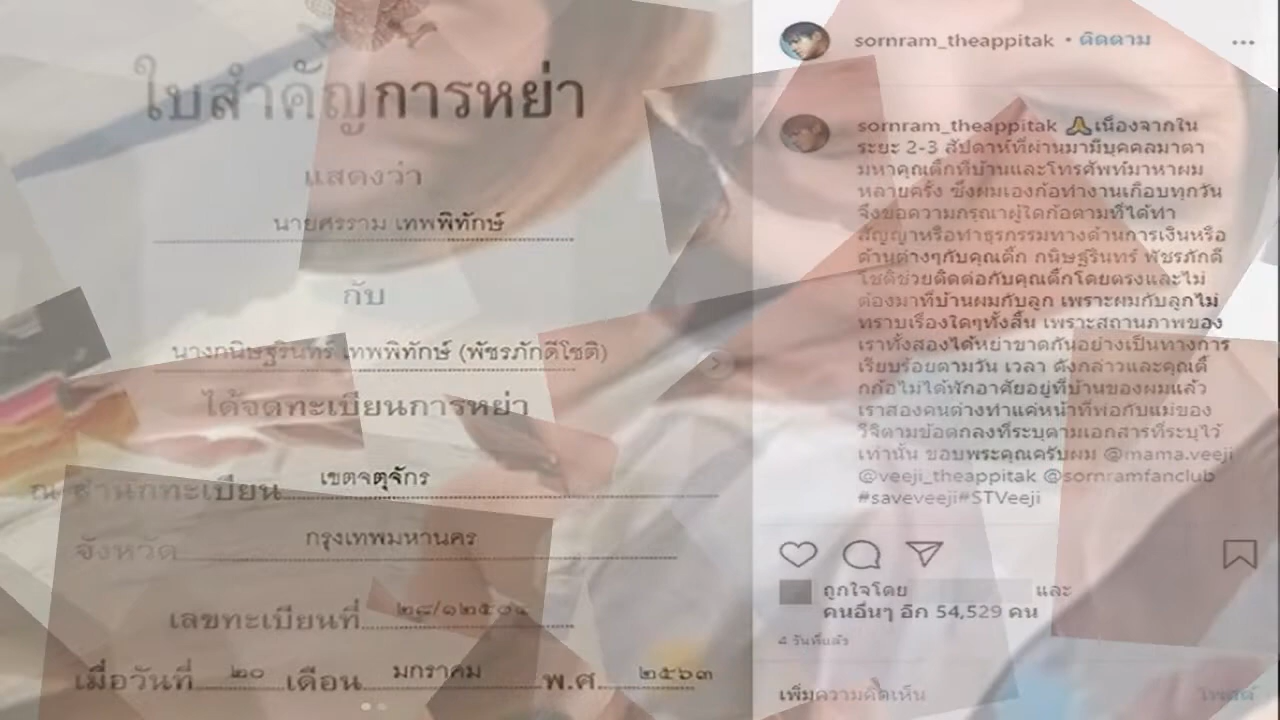 ใบสำคัญการหย่า
แสดงว่า
นายศรราม เทพพิทักษ์
กับ
นางกนิษฐรินทร์ เทพพิทักษ์ (พัชรภักดีโชติ)
ได้จดทะเบียนการหย่า
ณ สำนักทะเบียน เขตจตุจักร
จังหวัด กรุงเทพมหานคร
เลขทะเบียนที่
เมื่อวันที่ ๒๐ เดือน มกราคม พ.ศ. ๒๕๖๓
sornram_theappitak • ติดตาม
sornram_theappitak 🙏เนื่องจากใน
ระยะ 2-3 สัปดาห์ที่ผ่านมามีบุคคลมาตา
มหาคุณติ๊กที่บ้านและโทรศัพท์มาหาผม
หลายครั้ง ซึ่งผมเองก้อทำงานเกือบทุกวัน
จึงขอความกรุณาผู้ใดก้อตามที่ได้ทำ
สัญญาหรือทำธุรกรรมทางด้านการเงินหรือ
ด้านต่างๆกับคุณติ๊ก กนิษฐรินทร์ พัชรภักดี
โชติช่วยติดต่อกับคุณติ๊กโดยตรงและไม่
ต้องมาที่บ้านผมกับลูก เพราะผมกับลูกไม่
ทราบเรื่องใดๆทั้งสิ้น เพราะสถานภาพของ
เราทั้งสองได้หย่าขาดกันอย่างเป็นทางการ
เรียบร้อยตามวัน เวลา ดังกล่าวและคุณติ๊
กก้อไม่ได้พักอาศัยอยู่ที่บ้านของผมแล้ว
เราสองคนต่างทำแค่หน้าที่พ่อกับแม่ของ
วีจิตามข้อตกลงที่ระบุตามเอกสารที่ระบุไว้
เท่านั้น ขอบพระคุณครับผม @mama.veeji
@veeji_theappitak @sornramfanclub
#saveveeji#STVeeji
ถูกใจโดย และ
คนอื่นๆ อีก 54,529 คน
4 วันที่แล้ว
เพิ่มความคิดเห็น
โพสต์